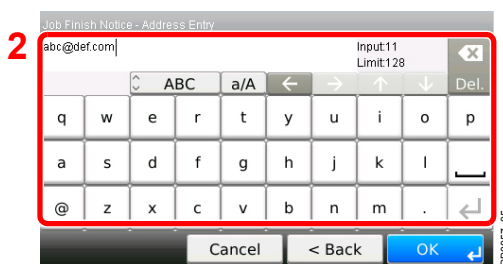 Job Finish Notice - Address Entry
2
abc@def.com
Input:11
Limit:128
ABC a/A ← → ↑ ↓ Del.
q w e r t y u i o p
a s d f g h j k l
@ z x c v b n m .
Cancel < Back OK